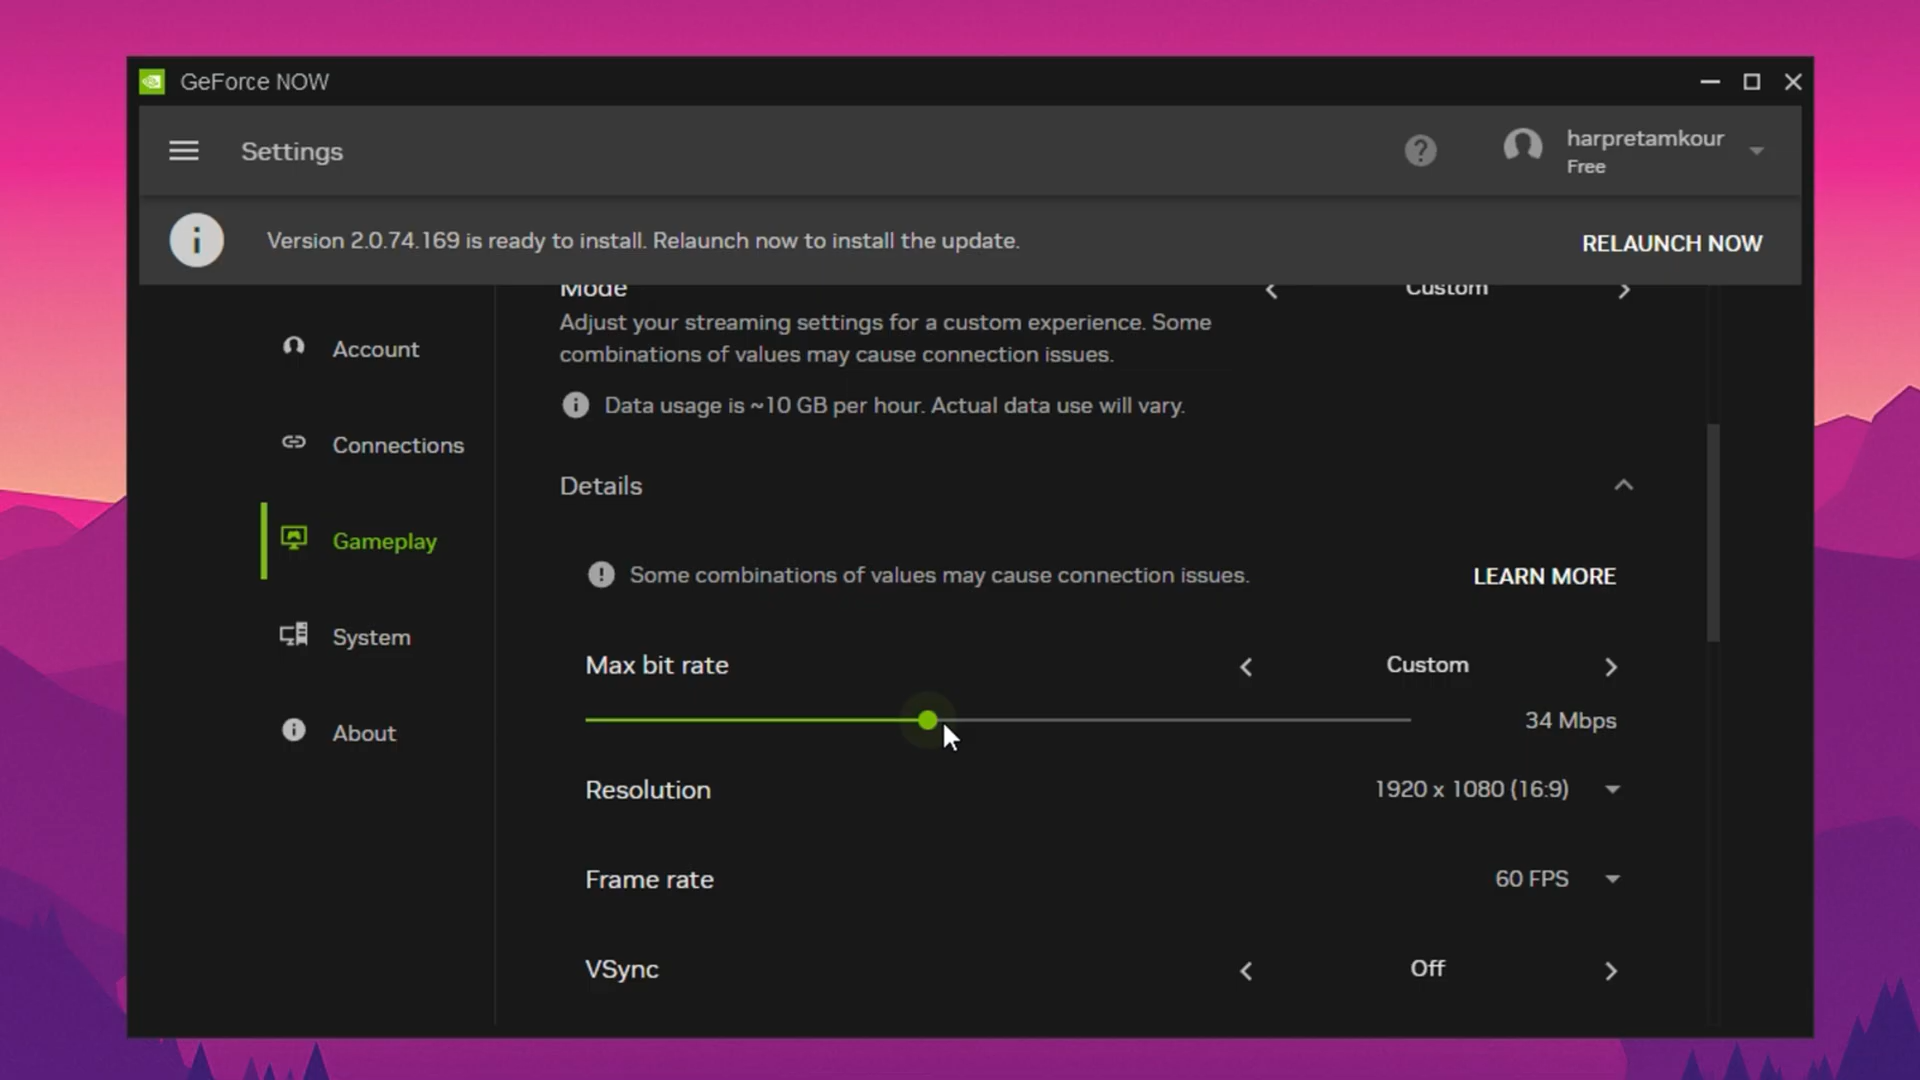 GeForce NOW
Settings
harpretamkour
Free
Version 2.0.74.169 is ready to install. Relaunch now to install the update.
RELAUNCH NOW
Mode
Custom
Adjust your streaming settings for a custom experience. Some
combinations of values may cause connection issues.
Data usage is ~10 GB per hour. Actual data use will vary.
Account
Connections
Gameplay
System
About
Details
Some combinations of values may cause connection issues.
LEARN MORE
Max bit rate
Custom
34 Mbps
Resolution
1920 x 1080 (16:9)
Frame rate
60 FPS
VSync
Off